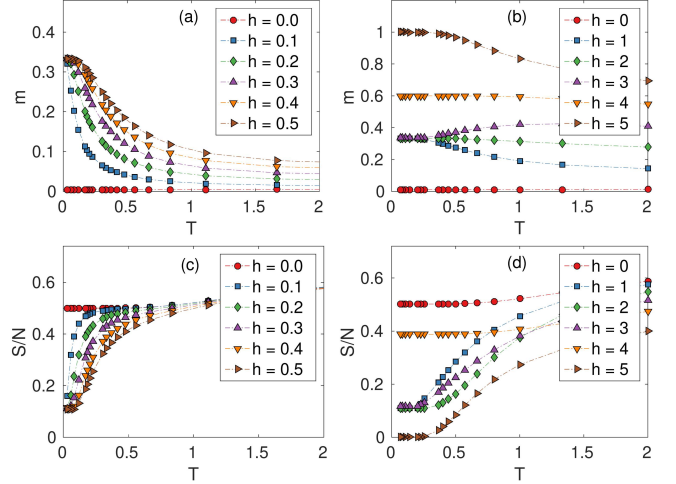 (a)
h = 0.0
h = 0.1
h = 0.2
h = 0.3
h = 0.4
h = 0.5
0.4
0.3
0.2
0.1
0
m
0
0.5
1
1.5
2
T
(b)
h = 0
h = 1
h = 2
h = 3
h = 4
h = 5
1
0.8
0.6
0.4
0.2
0
m
0
0.5
1
1.5
2
T
(c)
h = 0.0
h = 0.1
h = 0.2
h = 0.3
h = 0.4
h = 0.5
0.6
0.4
0.2
0
S/N
0
0.5
1
1.5
2
T
(d)
h = 0
h = 1
h = 2
h = 3
h = 4
h = 5
0.6
0.4
0.2
0
S/N
0
0.5
1
1.5
2
T